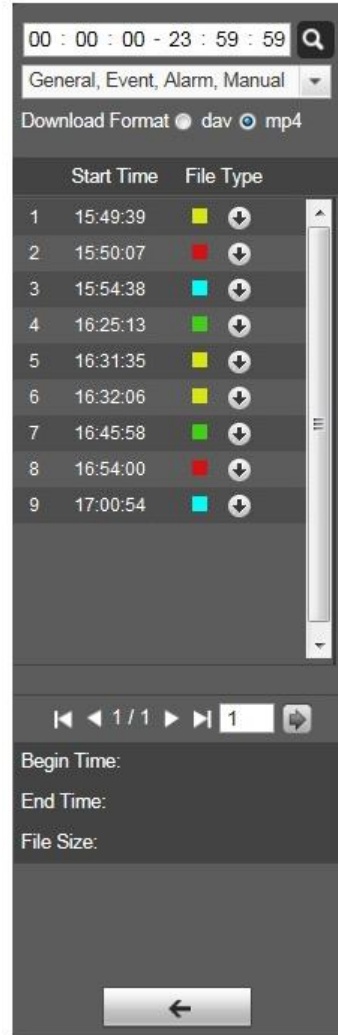 00 : 00 : 00 - 23 : 59 : 59
General, Event, Alarm, Manual
Download Format dav mp4
Start Time File Type
1 15:49:39
2 15:50:07
3 15:54:38
4 16:25:13
5 16:31:35
6 16:32:06
7 16:45:58
8 16:54:00
9 17:00:54
1 / 1 1
Begin Time:
End Time:
File Size: